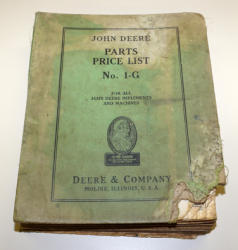 JOHN DEERE
PARTS
PRICE LIST
No. 1-G
FOR ALL
JOHN DEERE IMPLEMENTS
AND MACHINES
DEERE & COMPANY
MOLINE, ILLINOIS, U.S.A.